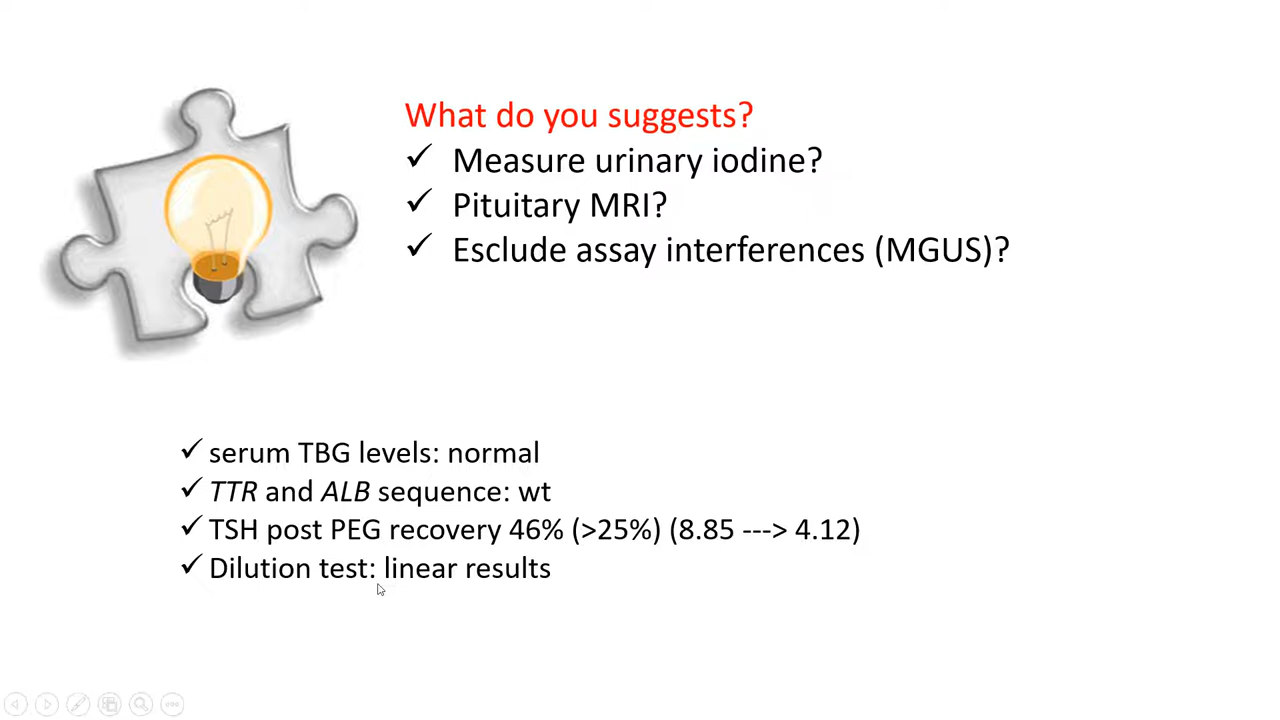 What do you suggests?
✓ Measure urinary iodine?
✓ Pituitary MRI?
✓ Esclude assay interferences (MGUS)?
✓ serum TBG levels: normal
✓ TTR and ALB sequence: wt
✓ TSH post PEG recovery 46% (>25%) (8.85 ---> 4.12)
✓ Dilution test: linear results